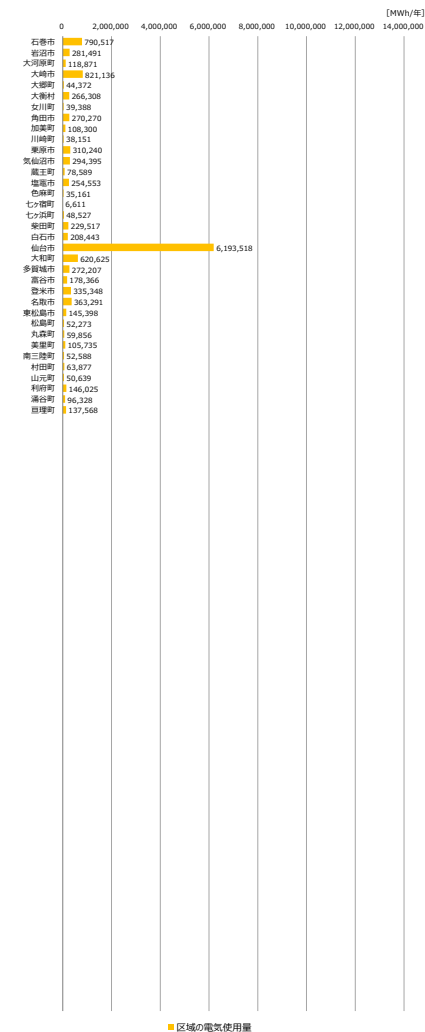 [MWh/年]
0 2,000,000 4,000,000 6,000,000 8,000,000 10,000,000 12,000,000 14,000,000
石巻市 790,517
岩沼市 281,491
大河原町 118,871
大崎市 821,136
大郷町 44,372
大衡村 266,308
女川町 39,388
角田市 270,270
加美町 108,300
川崎町 38,151
栗原市 310,240
気仙沼市 294,395
蔵王町 78,589
塩竈市 254,553
色麻町 35,161
七ヶ宿町 6,611
七ヶ浜町 48,527
柴田町 229,517
白石市 208,443
仙台市 6,193,518
大和町 620,625
多賀城市 272,207
富谷市 178,366
登米市 335,348
名取市 363,291
東松島市 145,398
松島町 52,273
丸森町 59,856
美里町 105,735
南三陸町 52,588
村田町 63,877
山元町 50,639
利府町 146,025
涌谷町 96,328
亘理町 137,568
区域の電気使用量